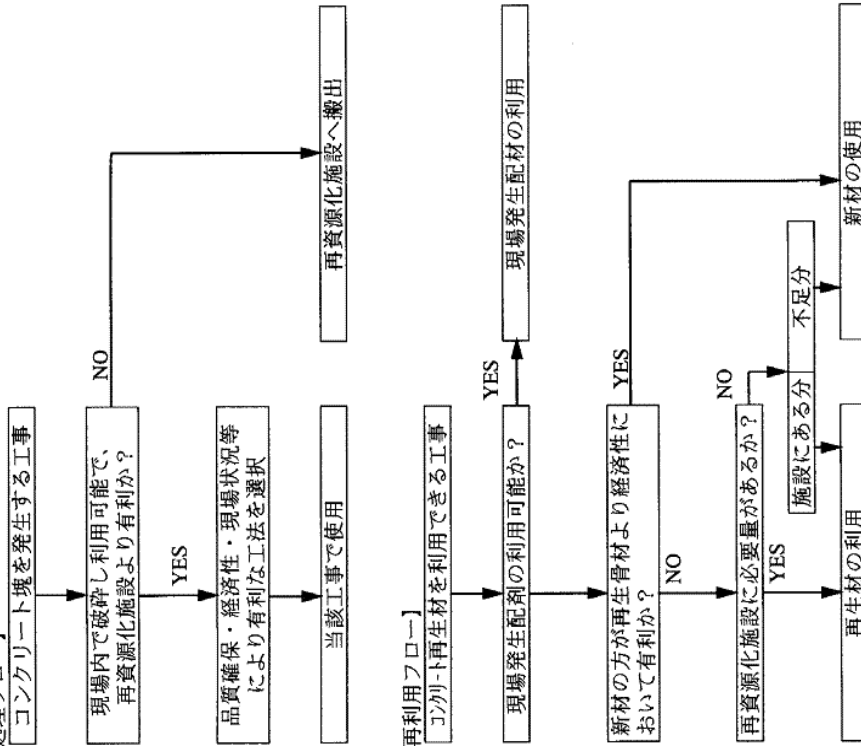 コンクリート塊を発生する工事
現場内で破砕し利用可能で、
再資源化施設より有利か？
NO
YES
品質確保・経済性・現場状況等
により有利な工法を選択
当該工事で使用
再資源化施設へ搬出
再利用フロー】
コンクリート再生材を利用できる工事
現場発生配剤の利用可能か？
YES
現場発生配材の利用
新材の方が再生骨材より経済性に
おいて有利か？
YES
NO
再資源化施設に必要量があるか？
NO
YES
施設にある分
不足分
再生材の利用
新材の使用